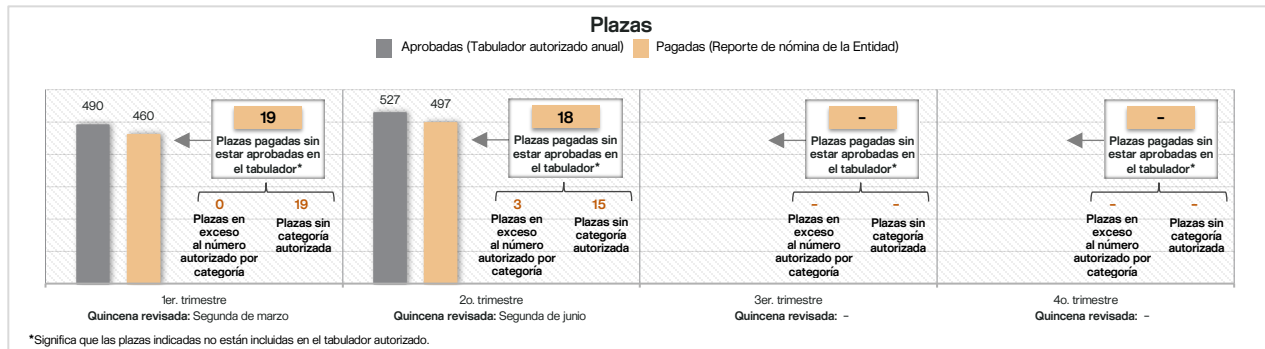 Plazas
Aprobadas (Tabulador autorizado anual) Pagadas (Reporte de nómina de la Entidad)
490
460
19
Plazas pagadas sin
estar aprobadas en
el tabulador*
0
19
Plazas en
exceso
al número
autorizado por
categoría
Plazas sin
categoría
autorizada
1er. trimestre
Quincena revisada: Segunda de marzo
527
497
18
Plazas pagadas sin
estar aprobadas en
el tabulador*
3
15
Plazas en
exceso
al número
autorizado por
categoría
Plazas sin
categoría
autorizada
2o. trimestre
Quincena revisada: Segunda de junio
-
Plazas pagadas sin
estar aprobadas en
el tabulador*
-
-
Plazas en
exceso
al número
autorizado por
categoría
Plazas sin
categoría
autorizada
3er. trimestre
Quincena revisada: -
-
Plazas pagadas sin
estar aprobadas en
el tabulador*
-
-
Plazas en
exceso
al número
autorizado por
categoría
Plazas sin
categoría
autorizada
4o. trimestre
Quincena revisada: -
*Significa que las plazas indicadas no están incluidas en el tabulador autorizado.